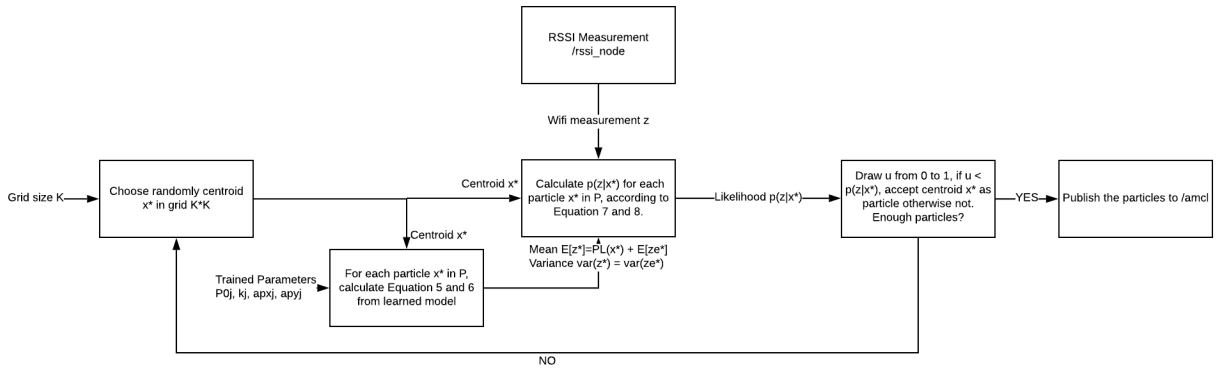 RSSI Measurement
/rssi_node
Wifi measurement z
Grid size K
Choose randomly centroid
x* in grid K*K
Centroid x*
Calculate p(z|x*) for each
particle x* in P, according to
Equation 7 and 8.
Likelihood p(z|x*)
Draw u from 0 to 1, if u <
p(z|x*), accept centroid x* as
particle otherwise not.
Enough particles?
YES
Publish the particles to /amcl
Centroid x*
Mean E[z*]=PL(x*) + E[ze*]
Variance var(z*) = var(ze*)
Trained Parameters
P0j, kj, apxj, apyj
For each particle x* in P,
calculate Equation 5 and 6
from learned model
NO